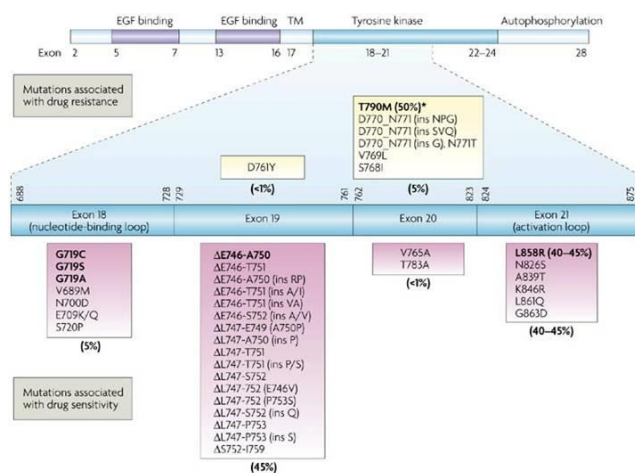 EGF binding EGF binding TM Tyrosine kinase Autophosphorylation
Exon 2 5 7 13 16 17 18–21 22–24 28
Mutations associated
with drug resistance
T790M (50%)*
D770_N771 (ins NPG)
D770_N771 (ins SVQ)
D770_N771 (ins G), N771T
V769L
S768I
(5%)
D761Y
(<1%)
688 728 729 761 762 823 824 875
Exon 18
(nucleotide-binding loop)
Exon 19
Exon 20
Exon 21
(activation loop)
G719C
G719S
G719A
V689M
N700D
E709K/Q
S720P
(5%)
ΔE746-A750
ΔE746-T751
ΔE746-A750 (ins RP)
ΔE746-T751 (ins A/I)
ΔE746-T751 (ins VA)
ΔE746-S752 (ins A/V)
ΔL747-E749 (A750P)
ΔL747-A750 (ins P)
ΔL747-T751
ΔL747-T751 (ins P/S)
ΔL747-S752
ΔL747-752 (E746V)
ΔL747-752 (P753S)
ΔL747-S752 (ins Q)
ΔL747-P753
ΔL747-P753 (ins S)
ΔS752-I759
(45%)
V765A
T783A
(<1%)
L858R (40–45%)
N826S
A839T
K846R
L861Q
G863D
(40–45%)
Mutations associated
with drug sensitivity